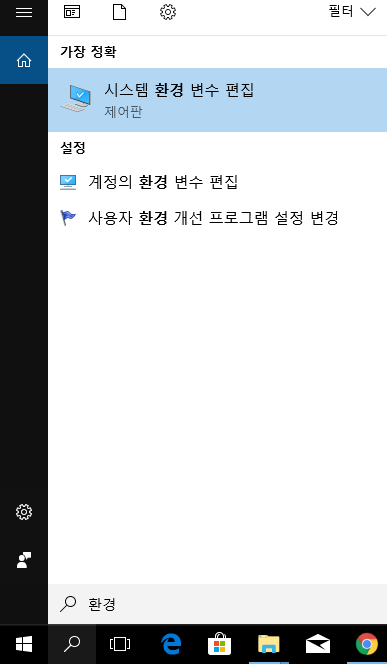 필터
가장 정확
시스템 환경 변수 편집
제어판
설정
계정의 환경 변수 편집
사용자 환경 개선 프로그램 설정 변경
환경